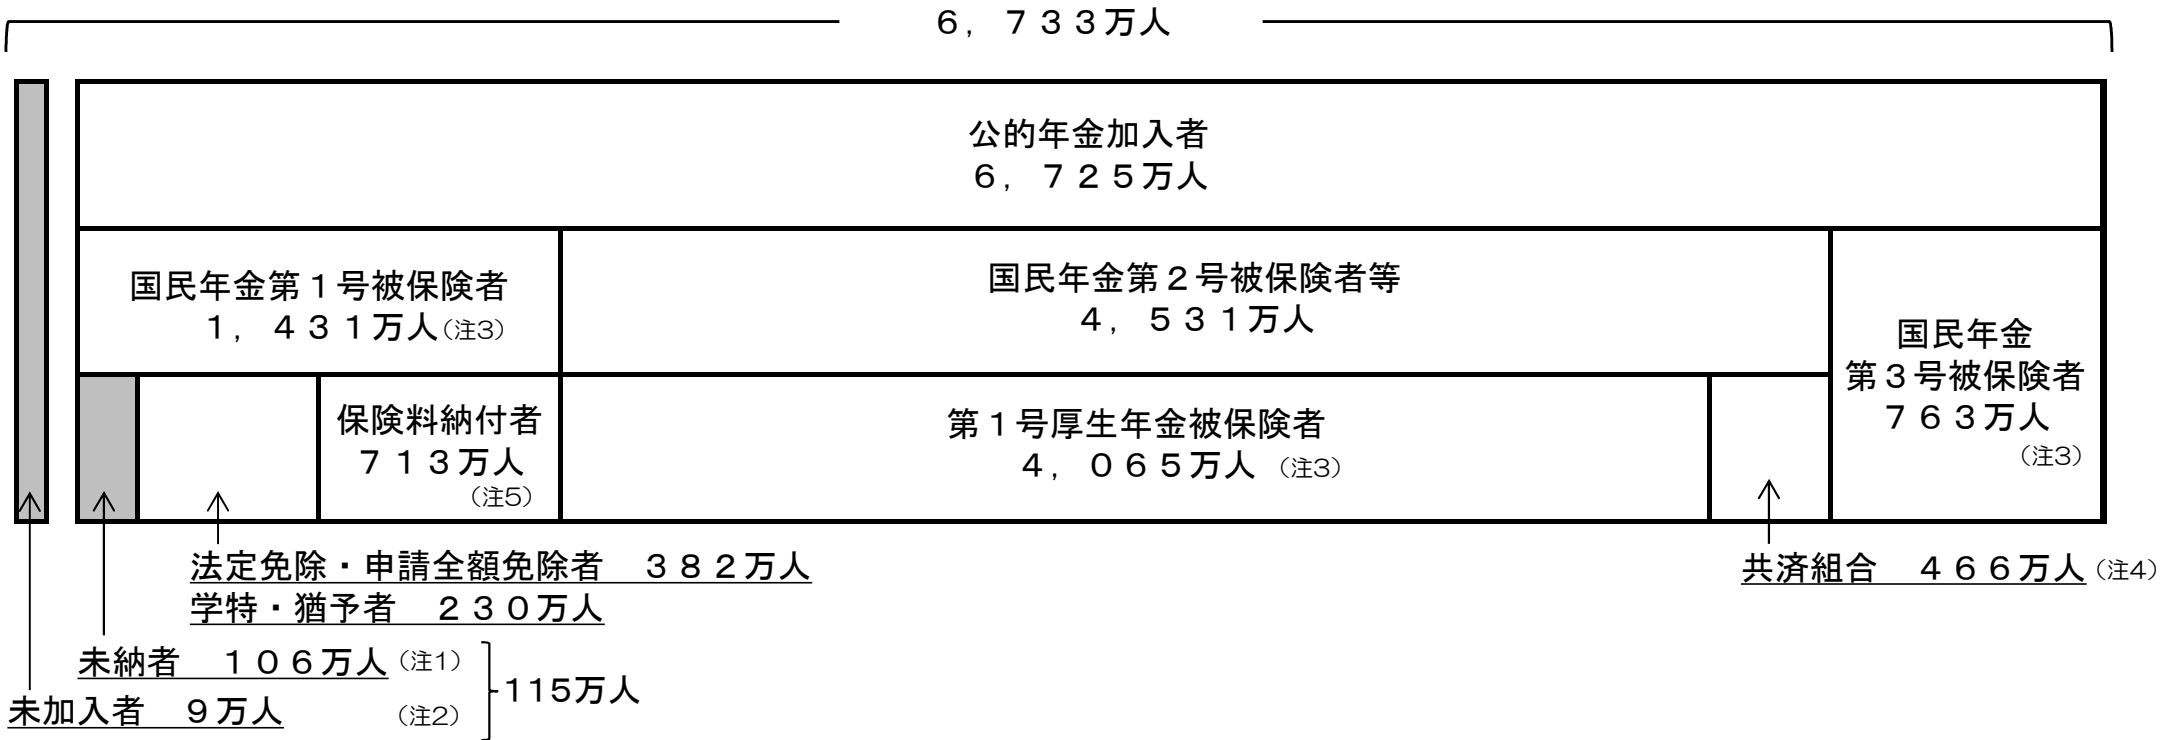 ６，７３３万人
公的年金加入者
６，７２５万人
国民年金第１号被保険者
１，４３１万人（注3）
国民年金第２号被保険者等
４，５３１万人
国民年金
第３号被保険者
７６３万人
（注3）
保険料納付者
７１３万人
（注5）
第１号厚生年金被保険者
４，０６５万人（注3）
法定免除・申請全額免除者　３８２万人
学特・猶予者　２３０万人
共済組合　４６６万人（注4）
未納者　１０６万人（注1）
未加入者　９万人（注2）
115万人